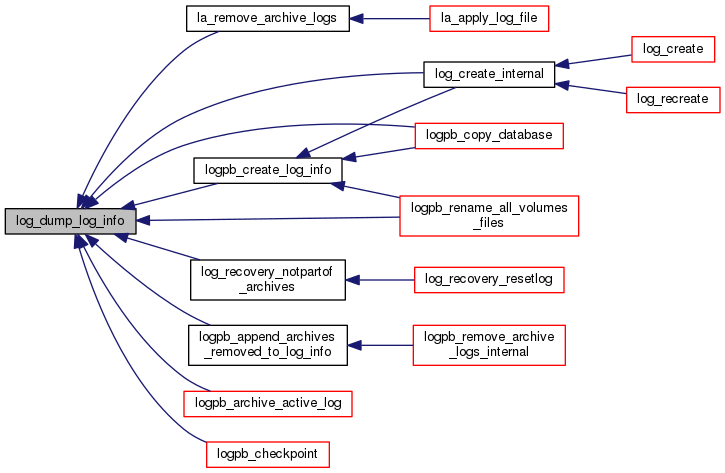 la_remove_archive_logs
la_apply_log_file
log_create
log_create_internal
log_recreate
logpb_copy_database
logpb_create_log_info
logpb_rename_all_volumes
_files
log_dump_log_info
log_recovery_notpartof
_archives
log_recovery_resetlog
logpb_append_archives
_removed_to_log_info
logpb_remove_archive
_logs_internal
logpb_archive_active_log
logpb_checkpoint